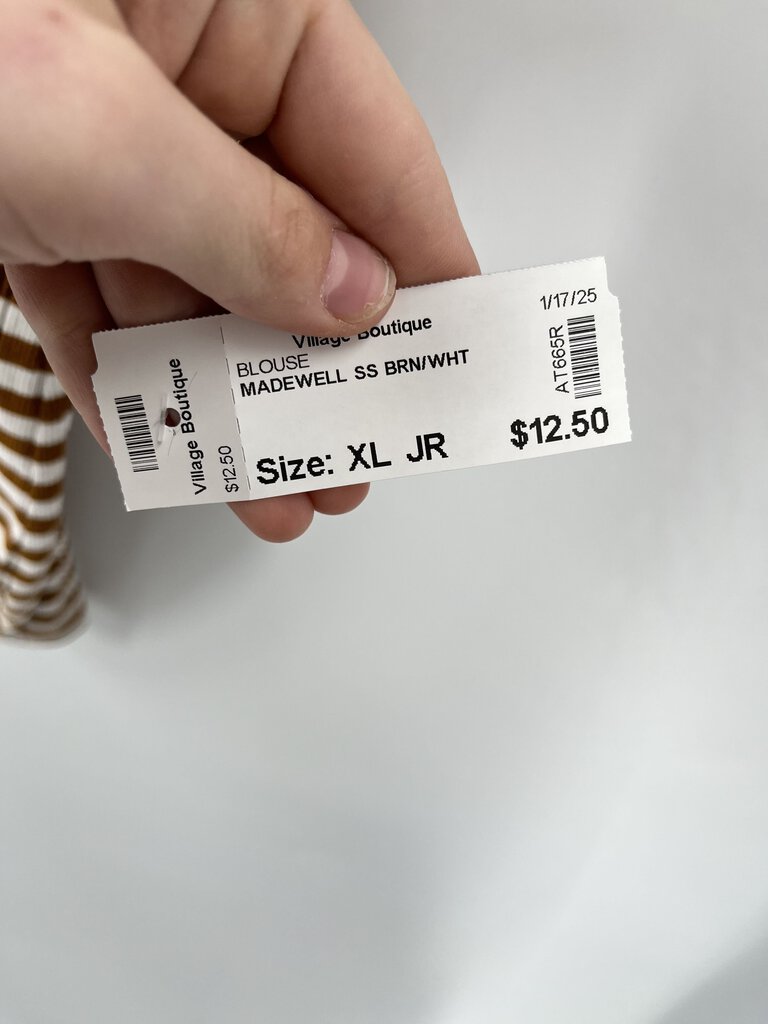 Village Boutique
$12.50
Village Boutique
BLOUSE
MADEWELL SS BRN/WHT
Size: XL JR
1/17/25
AT665R
$12.50